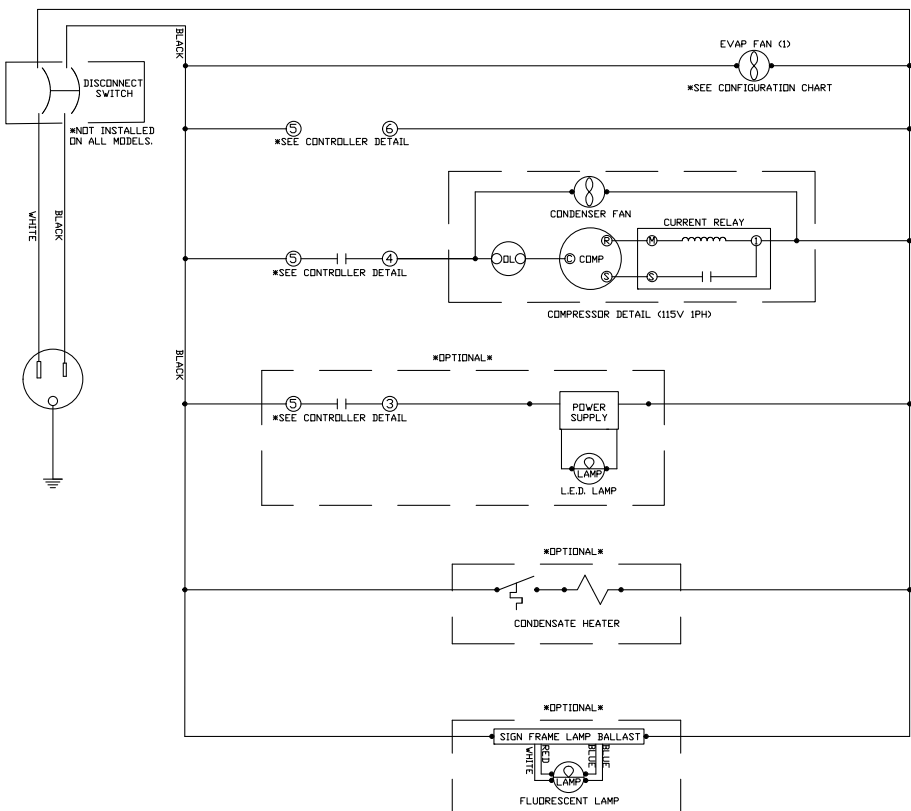 BLACK
EVAP FAN (1)
*SEE CONFIGURATION CHART
DISCONNECT
SWITCH
*NOT INSTALLED
ON ALL MODELS.
5 6
*SEE CONTROLLER DETAIL
WHITE
BLACK
CONDENSER FAN
CURRENT RELAY
R M 1
5 4
OL
C COMP
S S
*SEE CONTROLLER DETAIL
COMPRESSOR DETAIL (115V 1PH)
BLACK
*OPTIONAL*
5 3
*SEE CONTROLLER DETAIL
POWER
SUPPLY
LAMP
L.E.D. LAMP
*OPTIONAL*
CONDENSATE HEATER
*OPTIONAL*
SIGN FRAME LAMP BALLAST
WHITE
RED
BLUE
BLUE
LAMP
FLUORESCENT LAMP